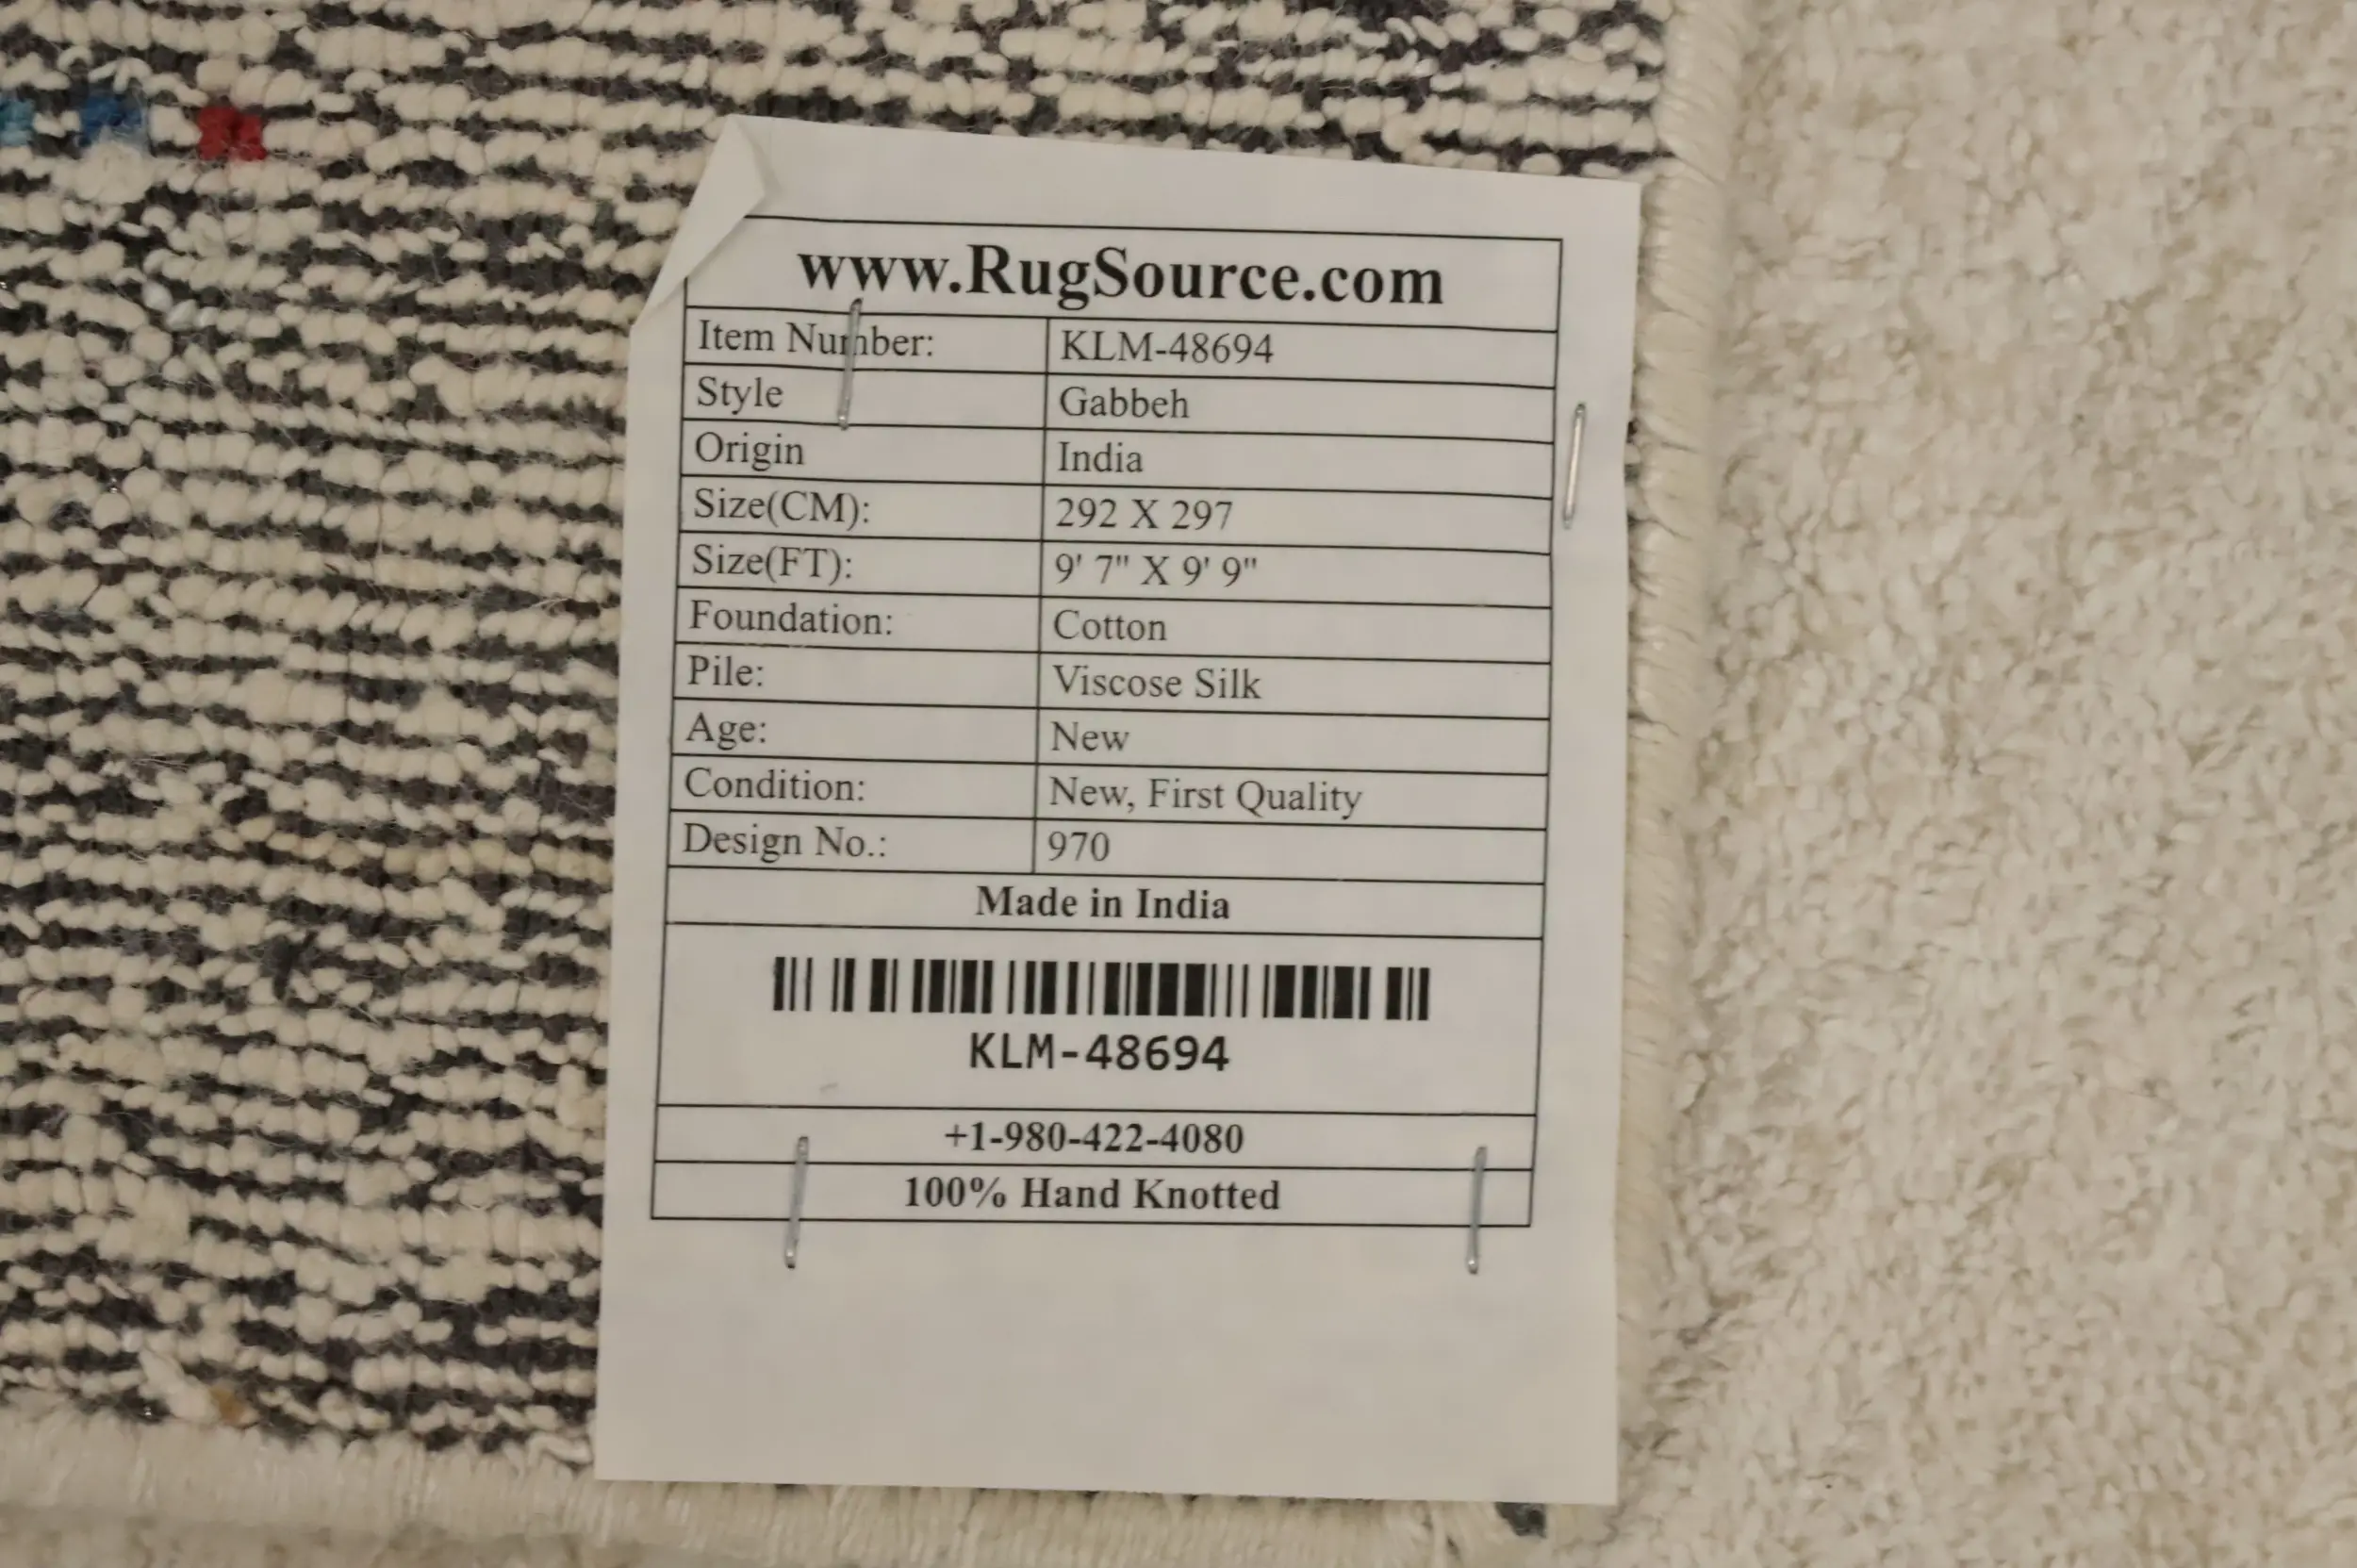 www.RugSource.com
Item Number: KLM-48694
Style Gabbeh
Origin India
Size(CM): 292 X 297
Size(FT): 9' 7" X 9' 9"
Foundation: Cotton
Pile: Viscose Silk
Age: New
Condition: New, First Quality
Design No.: 970
Made in India
KLM-48694
+1-980-422-4080
100% Hand Knotted